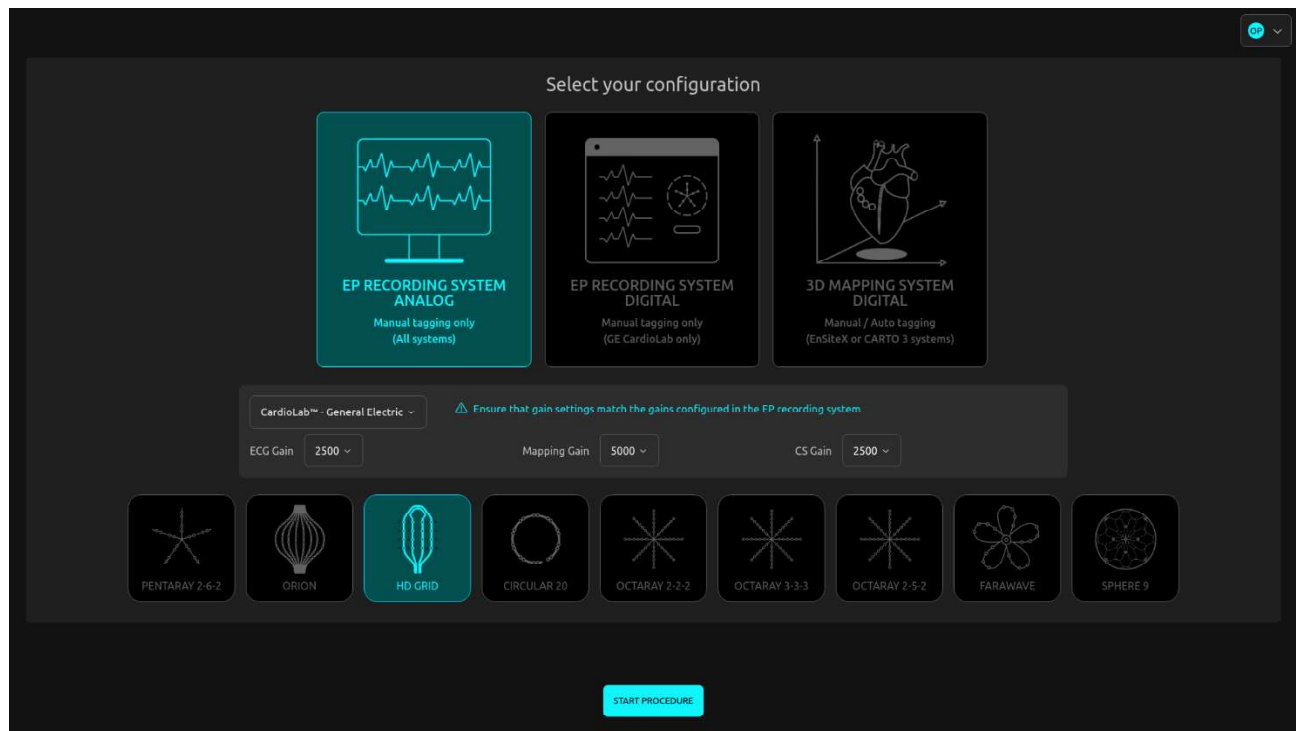 OP
Select your configuration
EP RECORDING SYSTEM
ANALOG
Manual tagging only
(All systems)
EP RECORDING SYSTEM
DIGITAL
Manual tagging only
(GE CardioLab only)
3D MAPPING SYSTEM
DIGITAL
Manual / Auto tagging
(EnSiteX or CARTO 3 systems)
CardioLab™ - General Electric
Ensure that gain settings match the gains configured in the EP recording system
ECG Gain 2500
Mapping Gain 5000
CS Gain 2500
PENTARAY 2-6-2
ORION
HD GRID
CIRCULAR 20
OCTARAY 2-2-2
OCTARAY 3-3-3
OCTARAY 2-5-2
FARAWAVE
SPHERE 9
START PROCEDURE